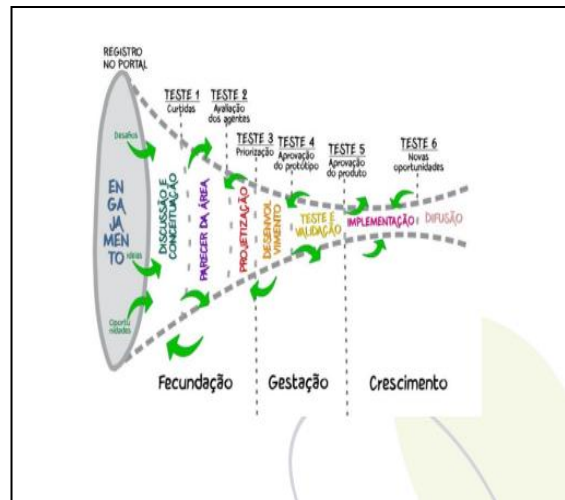 REGISTRO
NO PORTAL
TESTE 1
Curtidas
TESTE 2
Avaliação
dos agentes
TESTE 3
Priorização
TESTE 4
Aprovação
do protótipo
TESTE 5
Aprovação
do produto
TESTE 6
Novas
oportunidades
Desafios
EN
GA
JA
MEN
TO
Ideias
Oportu
nidades
DISCUSSÃO E
CONCEITUAÇÃO
PARECER DA ÁREA
PROJETIZAÇÃO
DESENVOL
VIMENTO
TESTE E
VALIDAÇÃO
IMPLEMENTAÇÃO
DIFUSÃO
Fecundação
Gestação
Crescimento